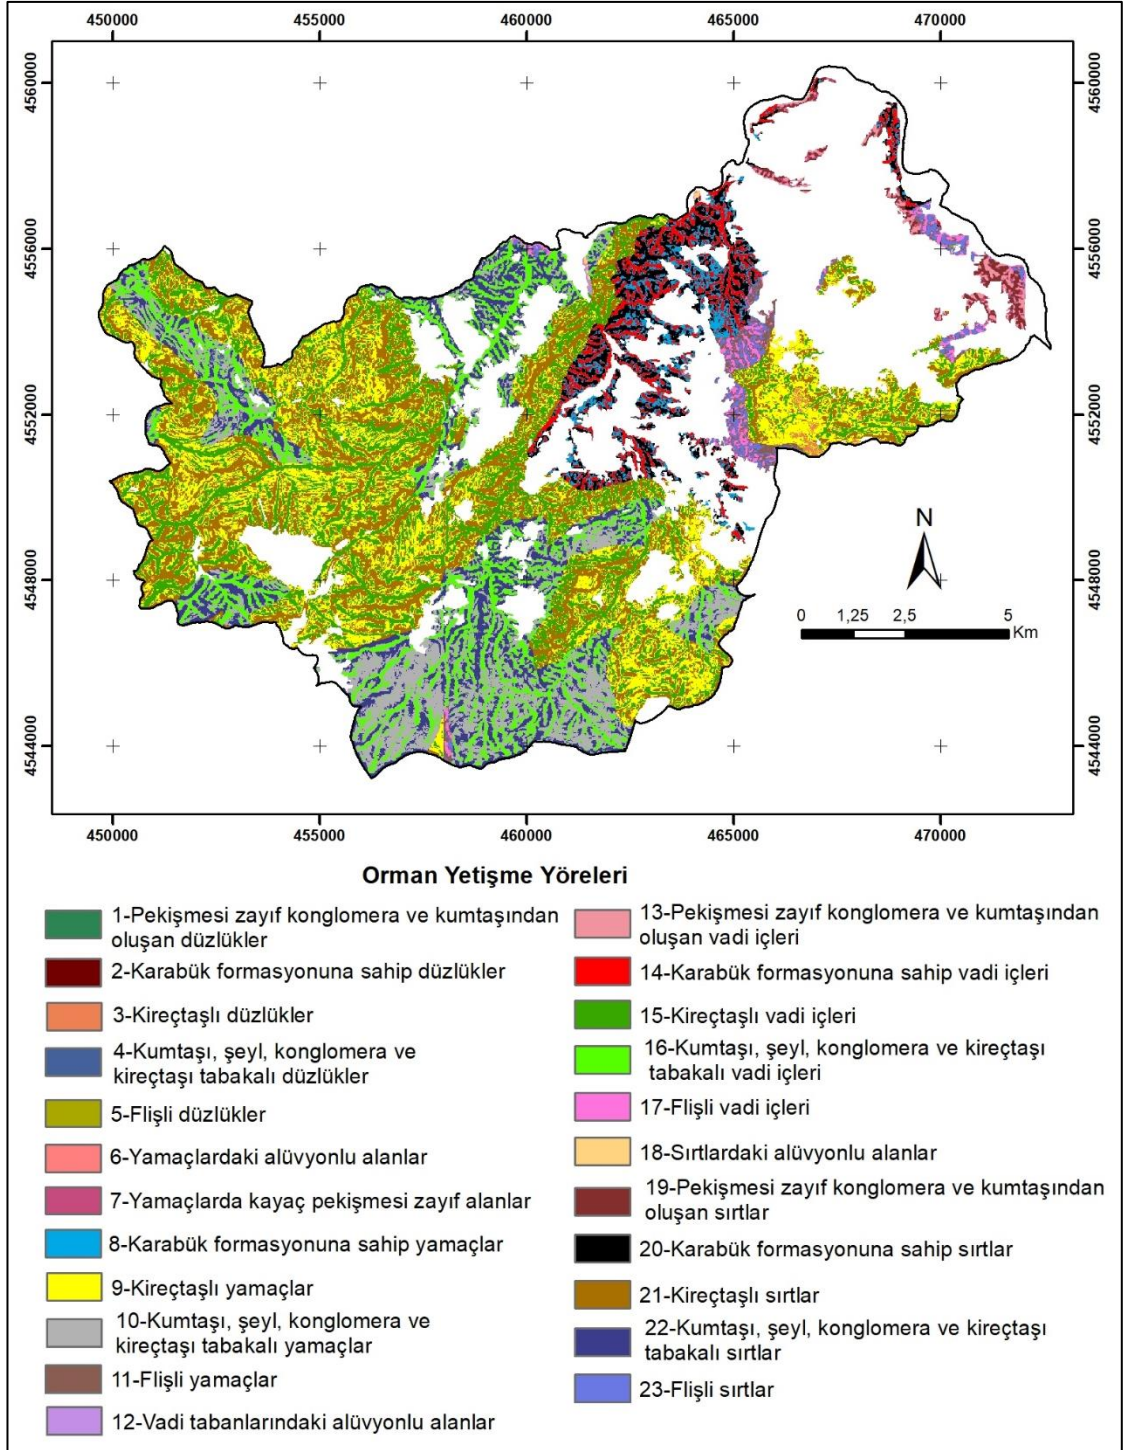 450000 455000 460000 465000 470000
4560000 4560000
4556000 4556000
4552000 4552000
4548000 4548000
4544000 4544000
N
0 1,25 2,5 5
Km
450000 455000 460000 465000 470000
Orman Yetişme Yöreleri
1-Pekişmesi zayıf konglomera ve kumtaşından
oluşan düzlükler
2-Karabük formasyonuna sahip düzlükler
3-Kireçtaşlı düzlükler
4-Kumtaşı, şeyl, konglomera ve
kireçtaşı tabakalı düzlükler
5-Flişli düzlükler
6-Yamaçlardaki alüvyonlu alanlar
7-Yamaçlarda kayaç pekişmesi zayıf alanlar
8-Karabük formasyonuna sahip yamaçlar
9-Kireçtaşlı yamaçlar
10-Kumtaşı, şeyl, konglomera ve
kireçtaşı tabakalı yamaçlar
11-Flişli yamaçlar
12-Vadi tabanlarındaki alüvyonlu alanlar
13-Pekişmesi zayıf konglomera ve kumtaşından
oluşan vadi içleri
14-Karabük formasyonuna sahip vadi içleri
15-Kireçtaşlı vadi içleri
16-Kumtaşı, şeyl, konglomera ve kireçtaşı
tabakalı vadi içleri
17-Flişli vadi içleri
18-Sırtlardaki alüvyonlu alanlar
19-Pekişmesi zayıf konglomera ve kumtaşından
oluşan sırtlar
20-Karabük formasyonuna sahip sırtlar
21-Kireçtaşlı sırtlar
22-Kumtaşı, şeyl, konglomera ve kireçtaşı
tabakalı sırtlar
23-Flişli sırtlar